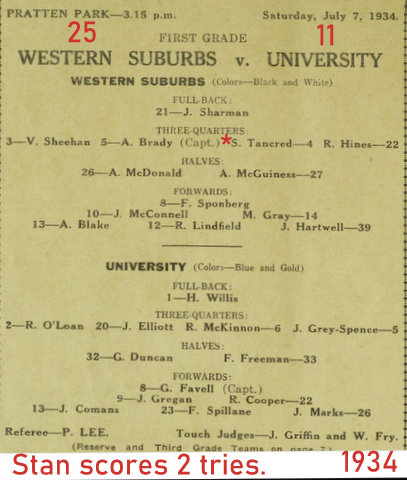 PRATTEN PARK—3.15 p.m. Saturday, July 7, 1934.
25 11
FIRST GRADE
WESTERN SUBURBS v. UNIVERSITY
WESTERN SUBURBS (Colors—Black and White)
FULL-BACK:
21—J. Sharman
THREE-QUARTERS:
3—V. Sheehan 5—A. Brady (Capt.) *S. Tancred—4 R. Hines—22
HALVES:
26—A. McDonald A. McGuiness—27
FORWARDS:
8—F. Sponberg
10—J. McConnell M. Gray—14
13—A. Blake 12—R. Lindfield J. Hartwell—39
UNIVERSITY (Colors—Blue and Gold)
FULL-BACK:
1—H. Willis
THREE-QUARTERS:
2—R. O'Loan 20—J. Elliott R. McKinnon—6 J. Grey-Spence—5
HALVES:
32—G. Duncan F. Freeman—33
FORWARDS:
8—G. Favell (Capt.)
9—J. Gregan R. Cooper—22
13—J. Comans 23—F. Spillane J. Marks—26
Referee—P. LEE. Touch Judges—J. Griffin and W. Fry.
(Reserve and Third Grade Teams on page 7.)
Stan scores 2 tries. 1934